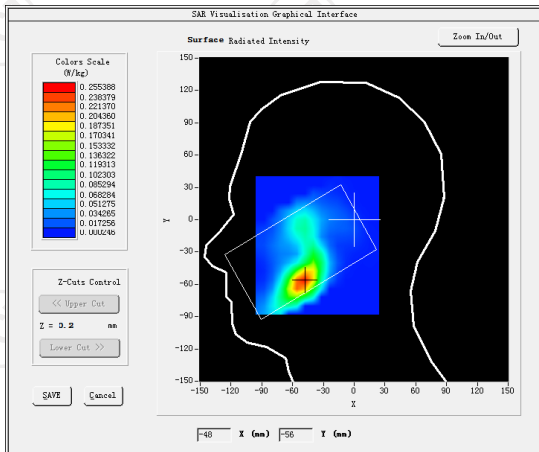 SAR Visualisation Graphical Interface
Surface Radiated Intensity
Zoom In/Out
Colors Scale
(W/kg)
0.255388
0.238379
0.221370
0.204360
0.187351
0.170341
0.153332
0.136322
0.119313
0.102303
0.085294
0.068284
0.051275
0.034265
0.017256
0.000246
Z-Cuts Control
<< Upper Cut
Z = 0.2 mm
Lower Cut >>
SAVE Cancel
150
120
90
60
30
0
-30
-60
-90
-120
-150
Y
-150 -120 -90 -60 -30 0 30 60 90 120 150
X
-48 X (mm) -56 Y (mm)